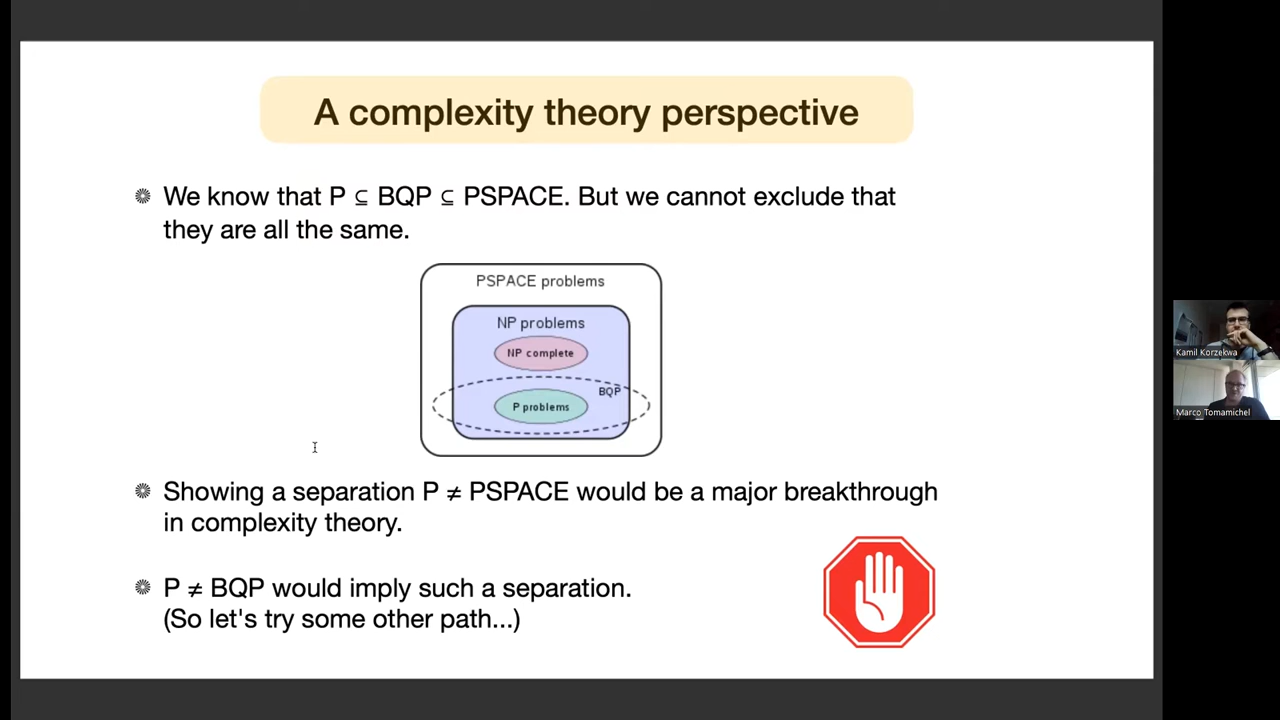 A complexity theory perspective
We know that P ⊆ BQP ⊆ PSPACE. But we cannot exclude that
they are all the same.
PSPACE problems
NP problems
NP complete
BQP
P problems
Showing a separation P ≠ PSPACE would be a major breakthrough
in complexity theory.
P ≠ BQP would imply such a separation.
(So let's try some other path...)
Kamil Korzekwa
Marco Tomamichel